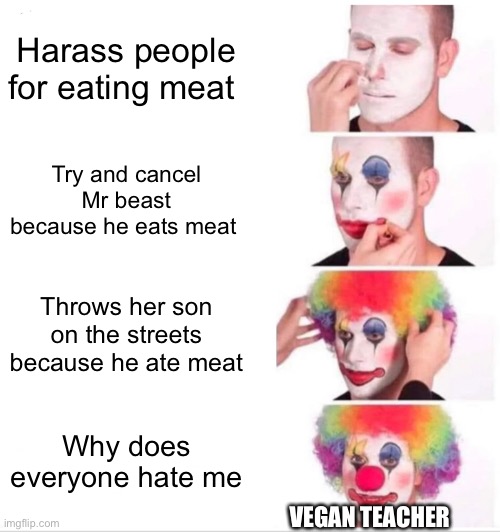 Harass people
for eating meat
Try and cancel
Mr beast
because he eats meat
Throws her son
on the streets
because he ate meat
Why does
everyone hate me
VEGAN TEACHER
imgflip.com